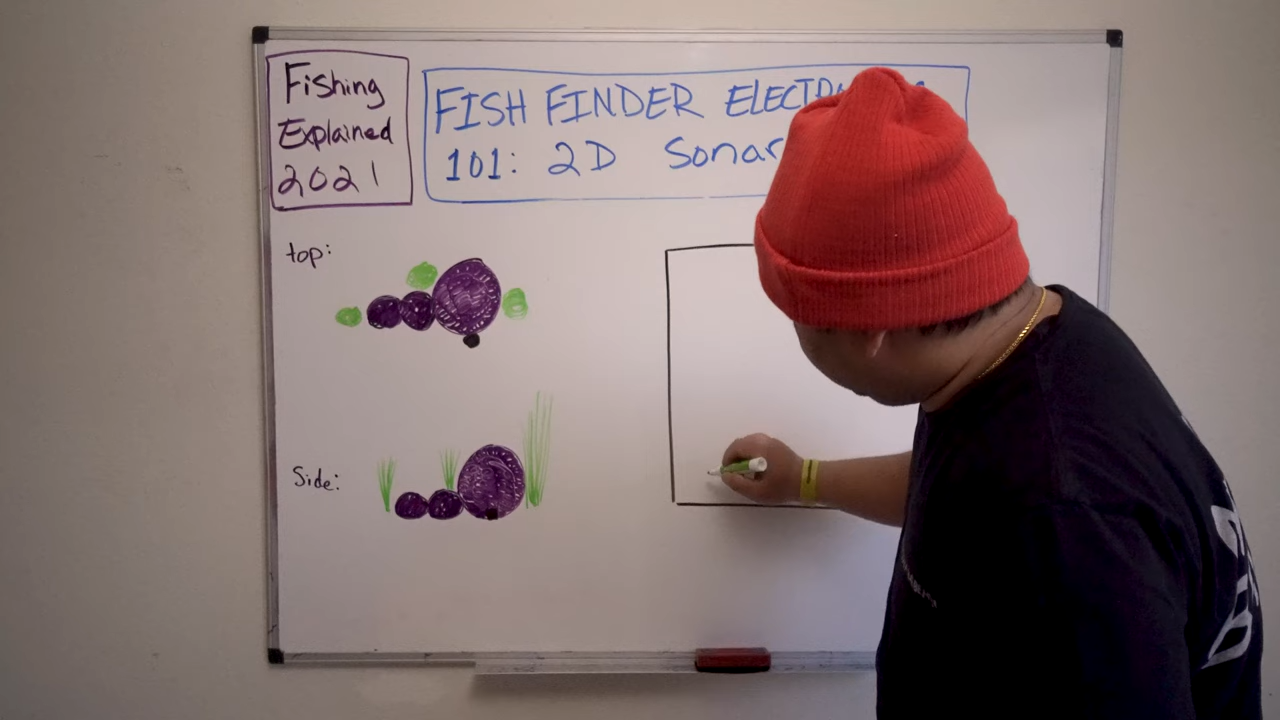 Fishing
Explained
2021
FISH FINDER
101: 2D Sonar
top:
Side: